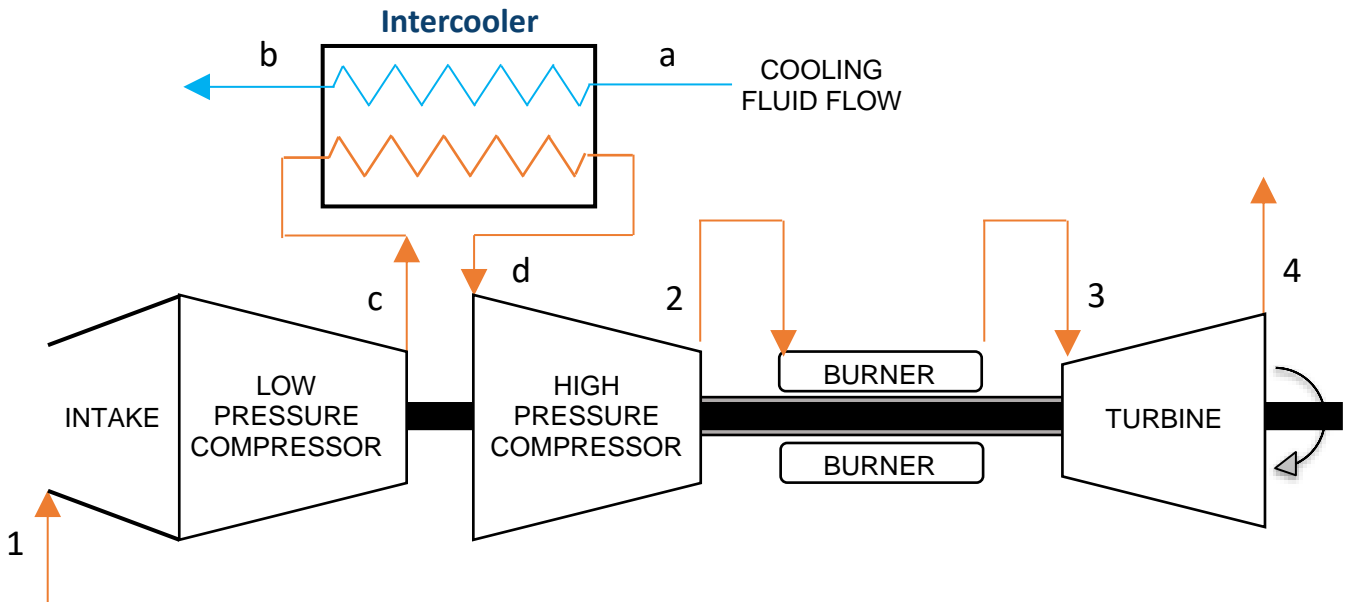 Intercooler
b
a
COOLING
FLUID FLOW
c
d
2
3
4
INTAKE
LOW
PRESSURE
COMPRESSOR
HIGH
PRESSURE
COMPRESSOR
BURNER
BURNER
TURBINE
1